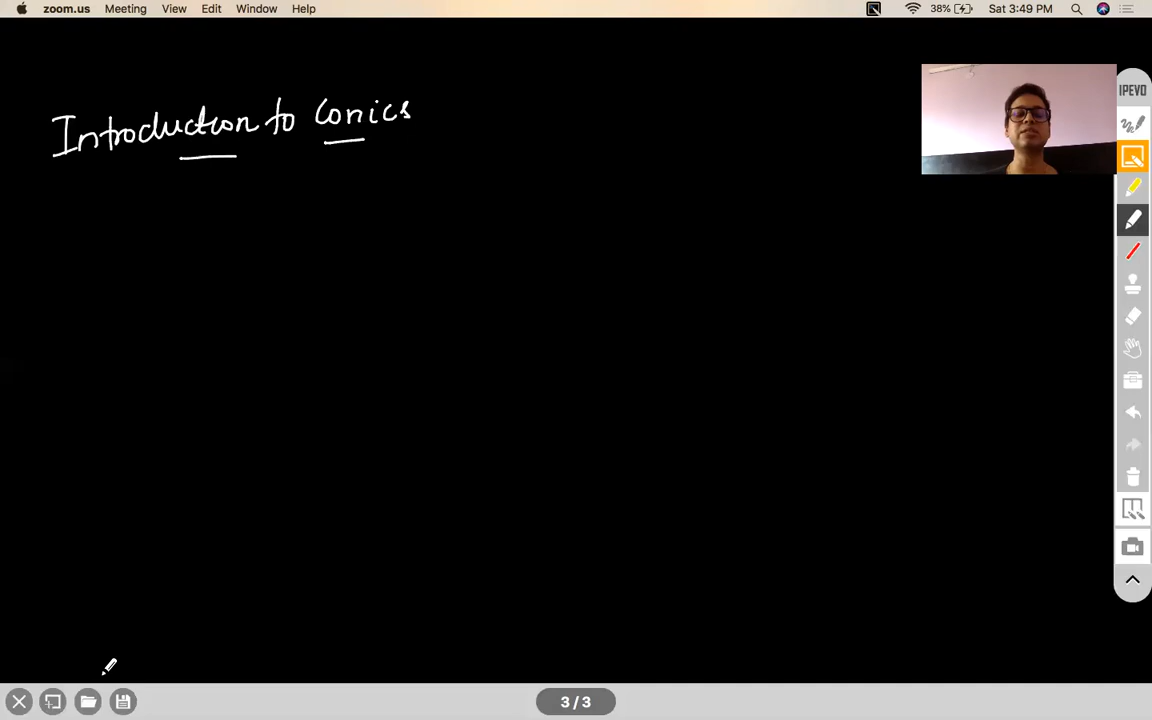 zoom.us Meeting View Edit Window Help 38% Sat 3:49 PM
IPEVO
Introduction to Conics
3 / 3